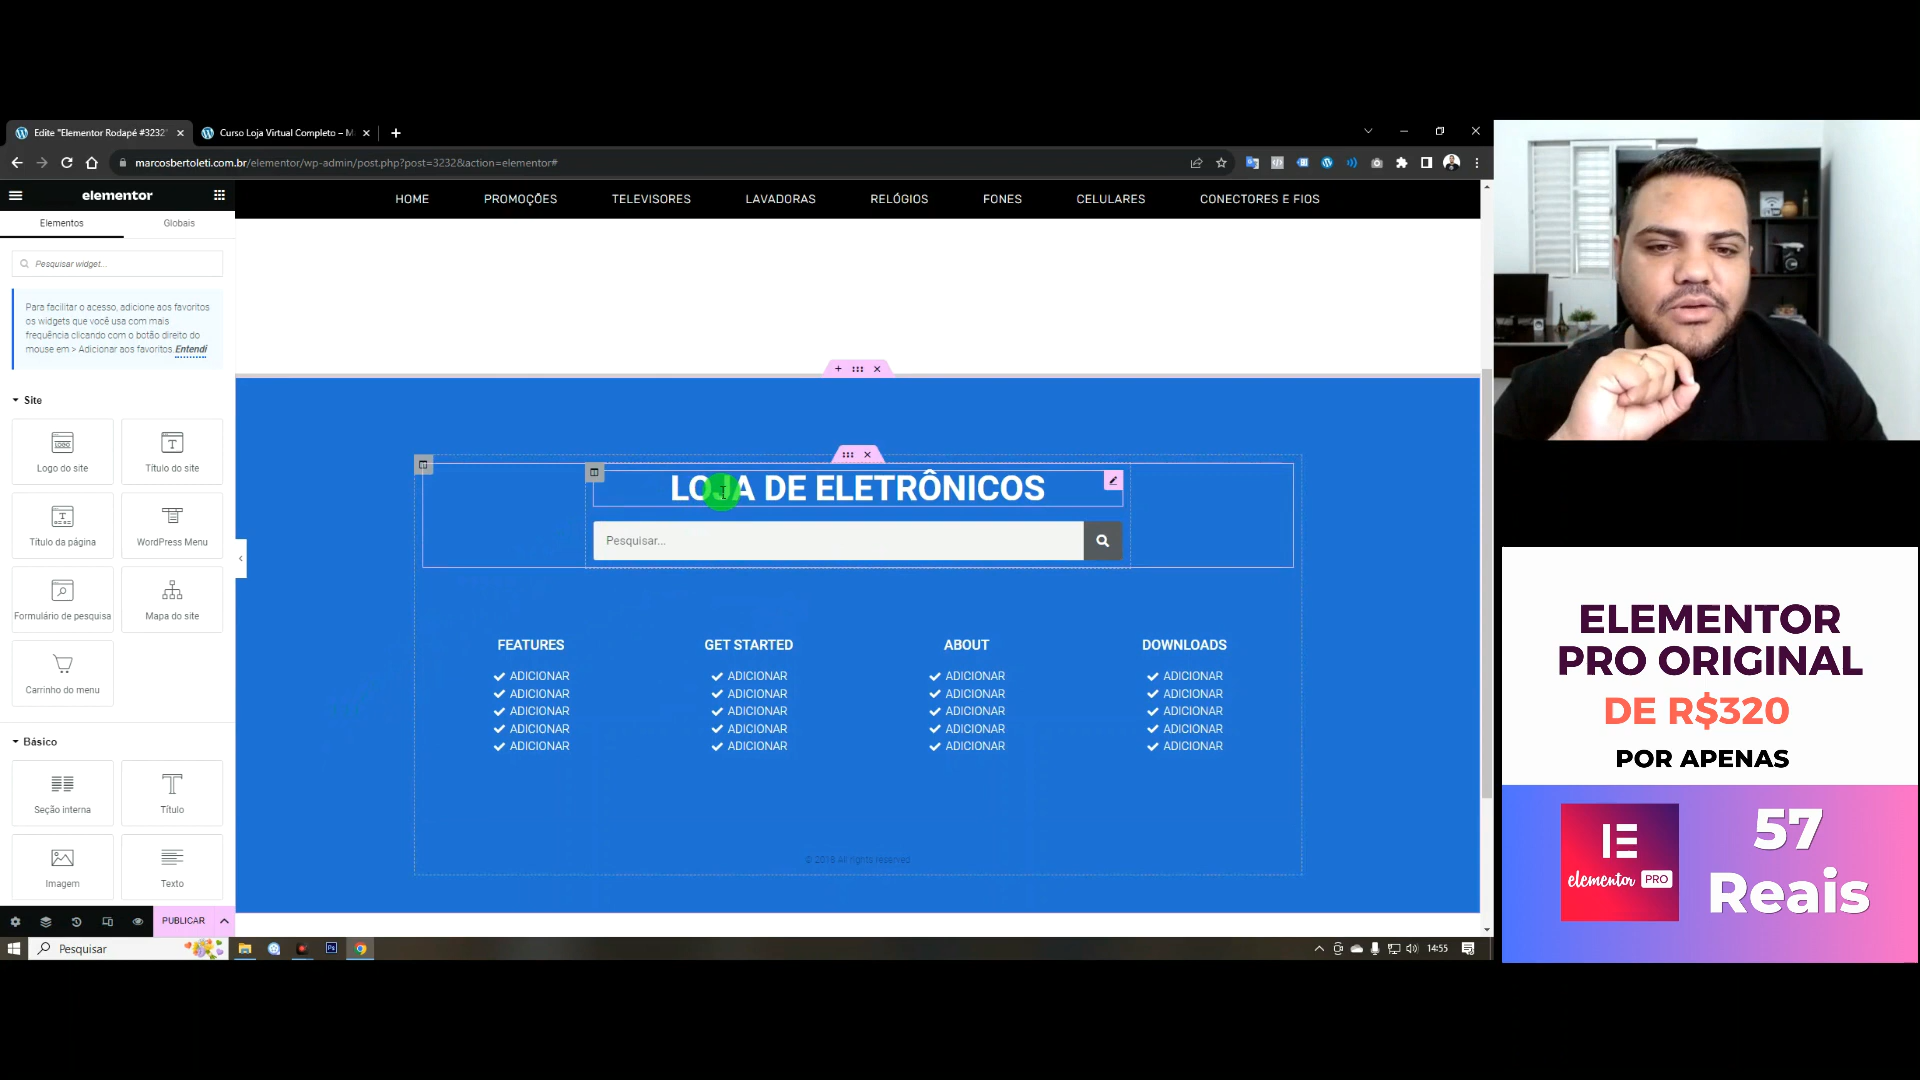 Edite "Elementor Rodapé #3232"
Curso Loja Virtual Completo – M
marcosbertoleti.com.br/elementor/wp-admin/post.php?post=3232&action=elementor#
elementor
HOME PROMOÇÕES TELEVISORES LAVADORAS RELÓGIOS FONES CELULARES CONECTORES E FIOS
Elementos Globais
Pesquisar widget...
Para facilitar o acesso, adicione aos favoritos
os widgets que você usa com mais
frequência clicando com o botão direito do
mouse em > Adicionar aos favoritos Entendi
Site
LOGO
Logo do site
Título do site
Título da página
WordPress Menu
Formulário de pesquisa
Mapa do site
Carrinho do menu
Básico
Seção interna
Título
Imagem
Texto
PUBLICAR
LOJA DE ELETRÔNICOS
Pesquisar...
FEATURES GET STARTED ABOUT DOWNLOADS
ADICIONAR ADICIONAR ADICIONAR ADICIONAR
ADICIONAR ADICIONAR ADICIONAR ADICIONAR
ADICIONAR ADICIONAR ADICIONAR ADICIONAR
ADICIONAR ADICIONAR ADICIONAR ADICIONAR
ADICIONAR ADICIONAR ADICIONAR ADICIONAR
© 2018 All rights reserved
Pesquisar
Ps
14:55
ELEMENTOR
PRO ORIGINAL
DE R$320
POR APENAS
elementor PRO
57
Reais